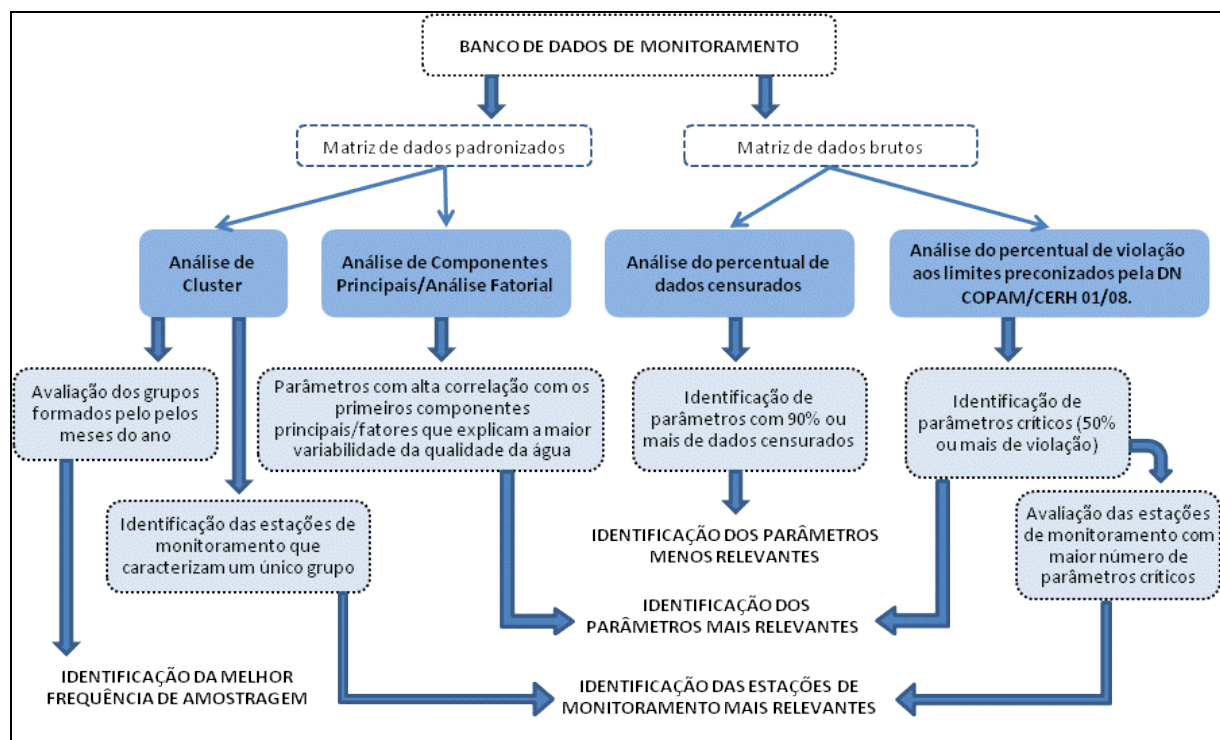 BANCO DE DADOS DE MONITORAMENTO
Matriz de dados padronizados
Matriz de dados brutos
Análise de
Cluster
Análise de Componentes
Principais/Análise Fatorial
Análise do percentual de
dados censurados
Análise do percentual de violação
aos limites preconizados pela DN
COPAM/CERH 01/08.
Avaliação dos grupos
formados pelo pelos
meses do ano
Parâmetros com alta correlação com os
primeiros componentes
principais/fatores que explicam a maior
variabilidade da qualidade da água
Identificação de
parâmetros com 90% ou
mais de dados censurados
Identificação de
parâmetros críticos (50%
ou mais de violação)
Identificação das estações de
monitoramento que
caracterizam um único grupo
IDENTIFICAÇÃO DOS PARÂMETROS
MENOS RELEVANTES
Avaliação das estações
de monitoramento com
maior número de
parâmetros críticos
IDENTIFICAÇÃO DOS
PARÂMETROS MAIS RELEVANTES
IDENTIFICAÇÃO DA MELHOR
FREQUÊNCIA DE AMOSTRAGEM
IDENTIFICAÇÃO DAS ESTAÇÕES DE
MONITORAMENTO MAIS RELEVANTES